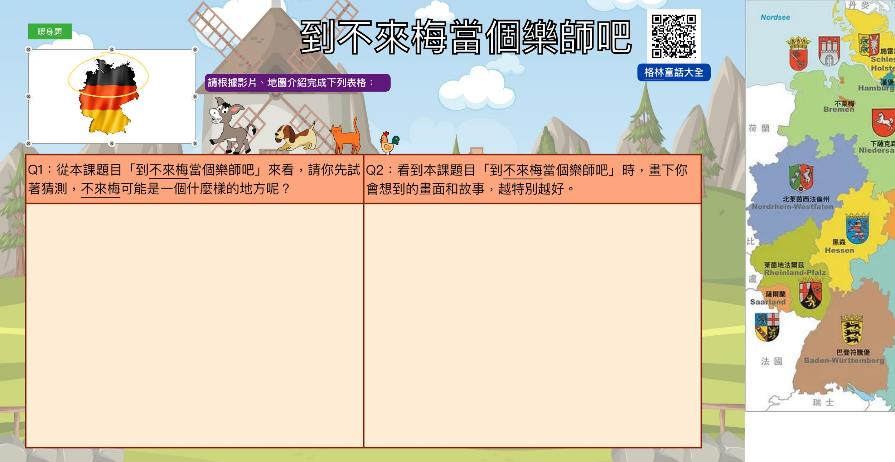 暖身題
到不來梅當個樂師吧
格林童話大全
請根據影片、地圖介紹完成下列表格：
Q1：從本課題目「到不來梅當個樂師吧」來看，請你先試
著猜測，不來梅可能是一個什麼樣的地方呢？
Q2：看到本課題目「到不來梅當個樂師吧」時，畫下你
會想到的畫面和故事，越特別越好。
丹麥
Nordsee
Schles
Holste
Hamburg
不萊梅
Bremen
荷蘭
下薩克森
Niedersa
北萊茵西法倫州
Nordrhein-Westfalen
比
黑森
Hessen
萊茵地法爾茲
Rheinland-Pfalz
盧
薩爾蘭
Saarland
巴登符騰堡
Baden-Württemberg
法國
瑞士